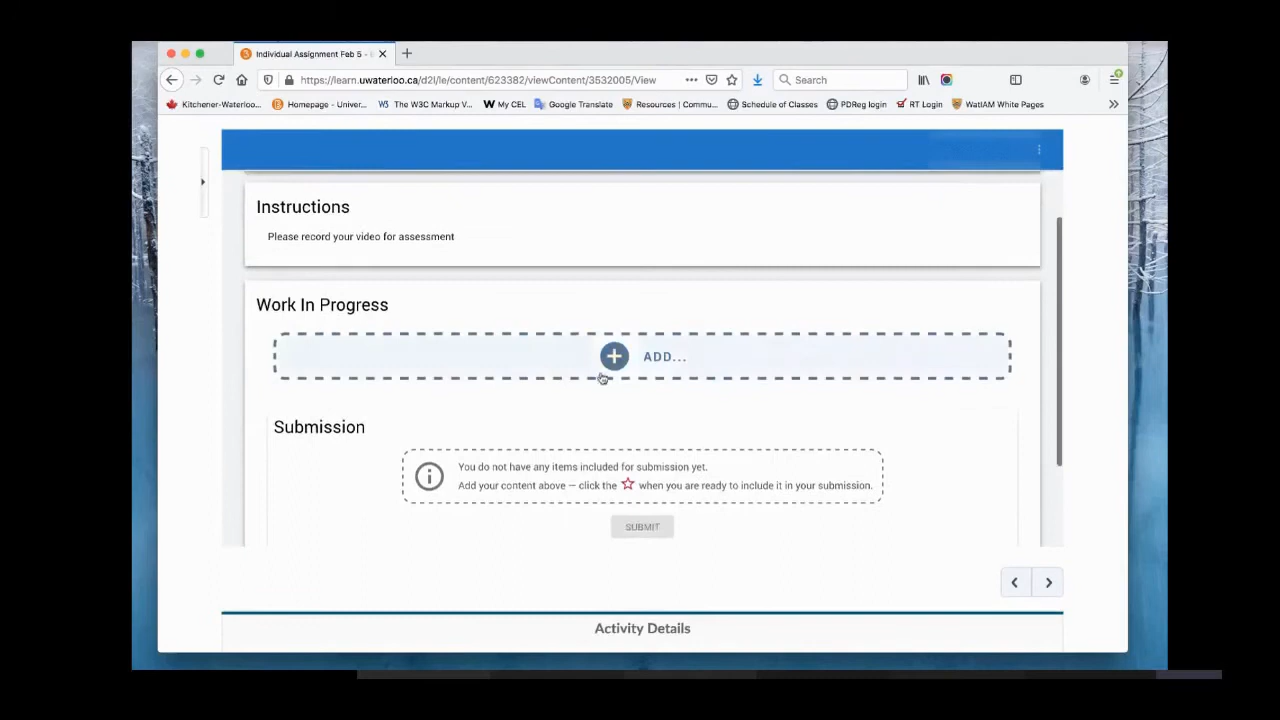 Individual Assignment Feb 5 -
https://learn.uwaterloo.ca/d2l/le/content/623382/viewContent/3532005/View
Search
Kitchener-Waterloo... Homepage - Univer... The W3C Markup V... My CEL Google Translate Resources | Commu... Schedule of Classes PDReg login RT Login WatIAM White Pages
Instructions
Please record your video for assessment
Work In Progress
ADD...
Submission
You do not have any items included for submission yet.
Add your content above — click the ☆ when you are ready to include it in your submission.
SUBMIT
Activity Details